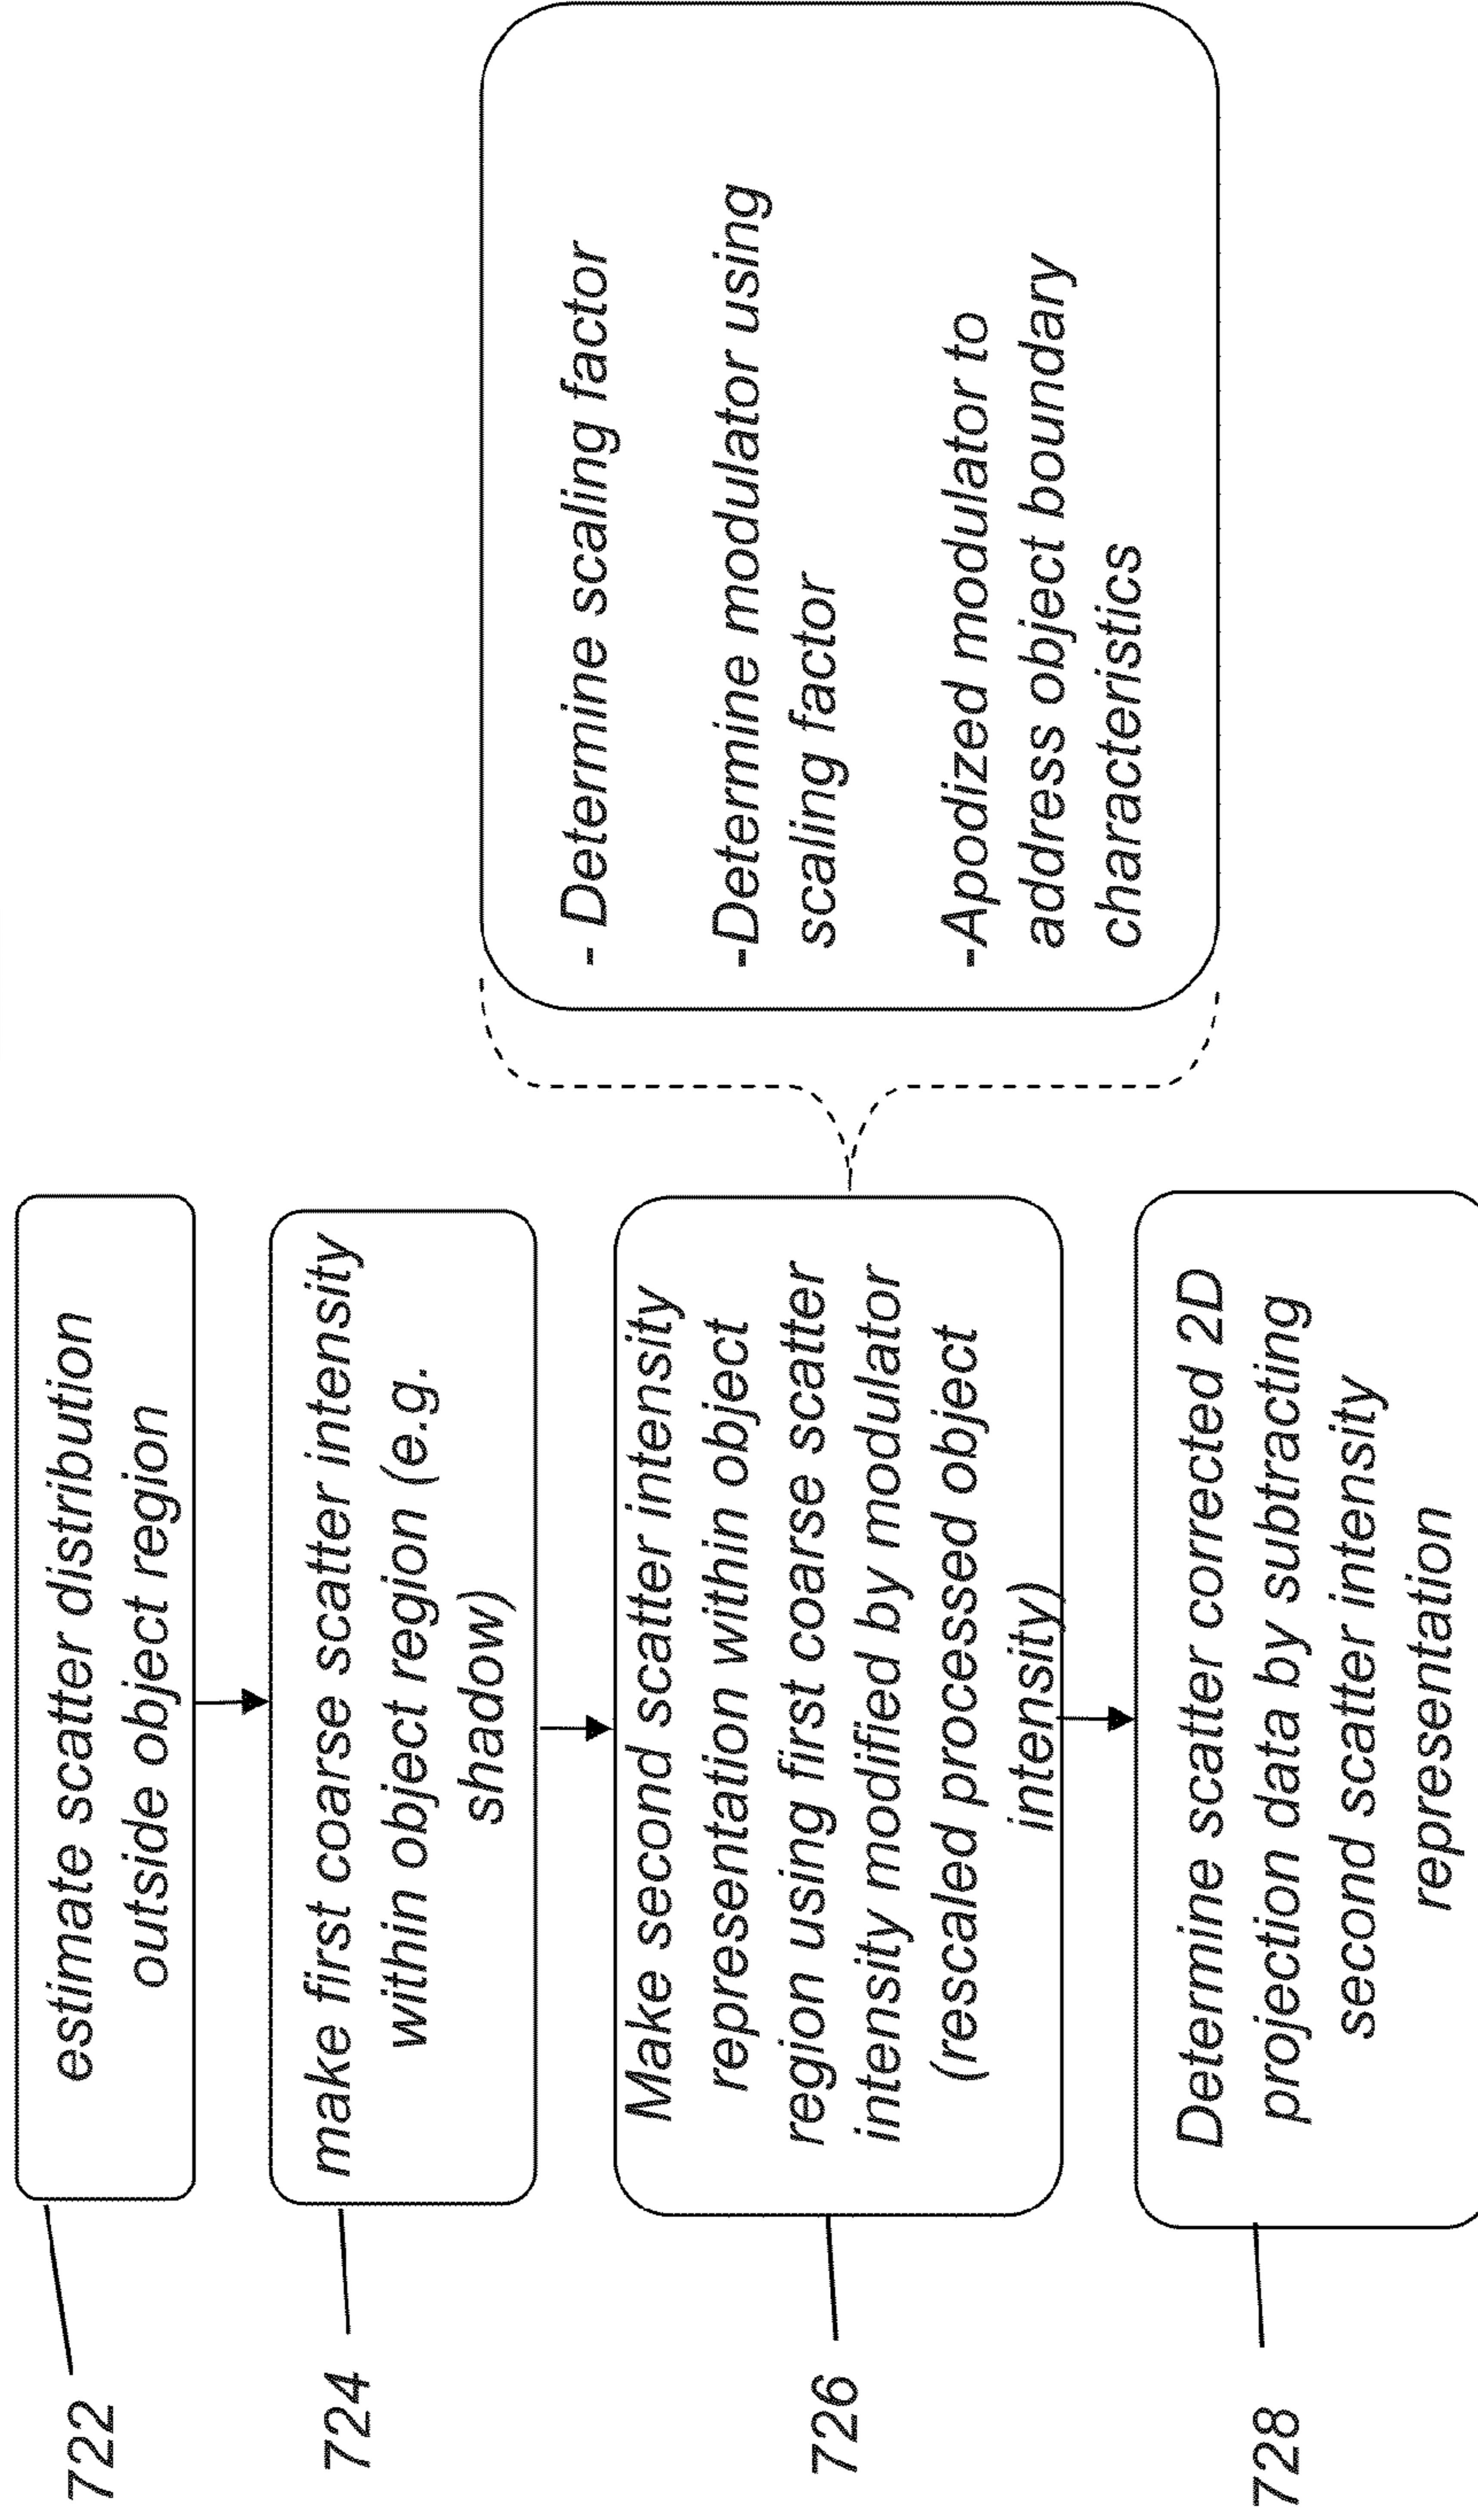 722
estimate scatter distribution
outside object region
724
make first coarse scatter intensity
within object region (e.g.
shadow)
726
Make second scatter intensity
representation within object
region using first coarse scatter
intensity modified by modulator
(rescaled processed object
intensity)
- Determine scaling factor
-Determine modulator using
scaling factor
-Apodized modulator to
address object boundary
characteristics
728
Determine scatter corrected 2D
projection data by subtracting
second scatter intensity
representation